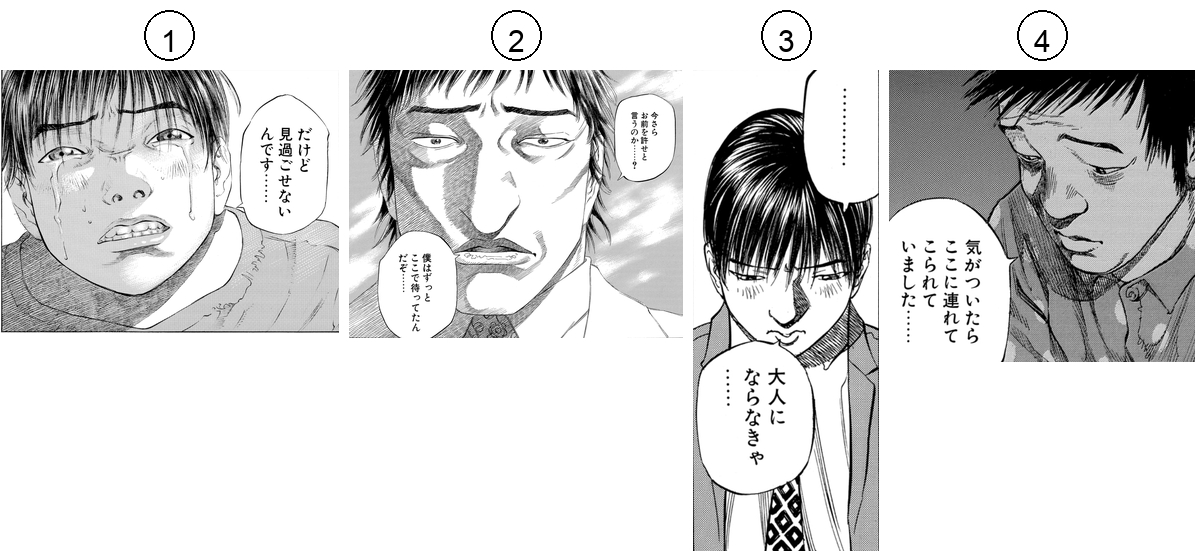 1
2
3
4
だけど
見過ごせない
んです……
今さら
お前を許せと
言うのか……?
僕はずっと
ここで待ってたん
だぞ……
…………
大人に
ならなきゃ
……
気がついたら
ここに連れて
こられて
いました……